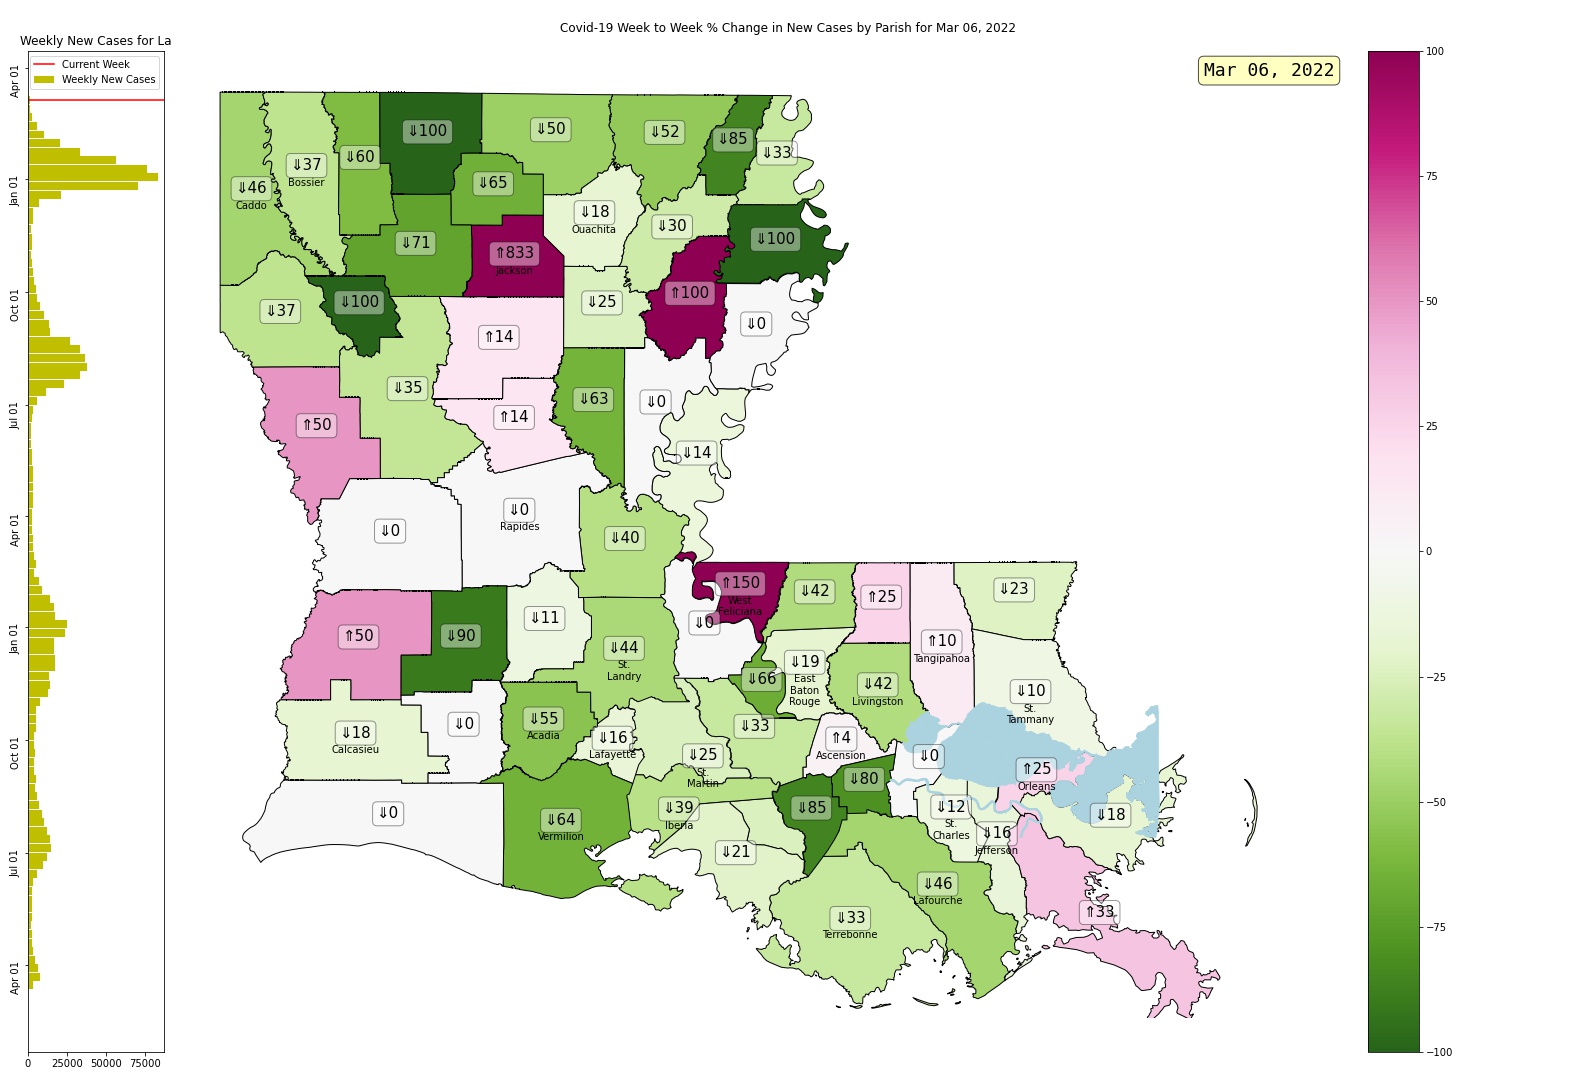 Covid-19 Week to Week % Change in New Cases by Parish for Mar 06, 2022
Weekly New Cases for La
Current Week
Weekly New Cases
Apr 01
Jan 01
Oct 01
Jul 01
Apr 01
Jan 01
Oct 01
Jul 01
Apr 01
0
25000
50000
75000
Mar 06, 2022
⇓46
Caddo
⇓37
Bossier
⇓60
⇓100
⇓50
⇓52
⇓85
⇓33
⇓65
⇓71
⇑833
Jackson
⇓18
Ouachita
⇓30
⇓100
⇓37
⇓100
⇓25
⇑100
⇓0
⇑14
⇓35
⇑14
⇓63
⇓0
⇑50
⇓14
⇓0
⇓0
Rapides
⇓40
⇑50
⇓90
⇓11
⇓44
St.
Landry
⇓0
⇑150
West
Feliciana
⇓42
⇑25
⇑10
Tangipahoa
⇓23
⇓66
⇓19
East
Baton
Rouge
⇓42
Livingston
⇓10
St.
Tammany
⇓18
Calcasieu
⇓0
⇓55
Acadia
⇓16
Lafayette
⇓25
St.
Martin
⇓33
⇑4
Ascension
⇓0
⇑25
Orleans
⇓0
⇓64
Vermilion
⇓39
Iberia
⇓85
⇓80
⇓12
St.
Charles
⇓16
Jefferson
⇓18
⇓21
⇓33
Terrebonne
⇓46
Lafourche
⇑33
100
75
50
25
0
−25
−50
−75
−100